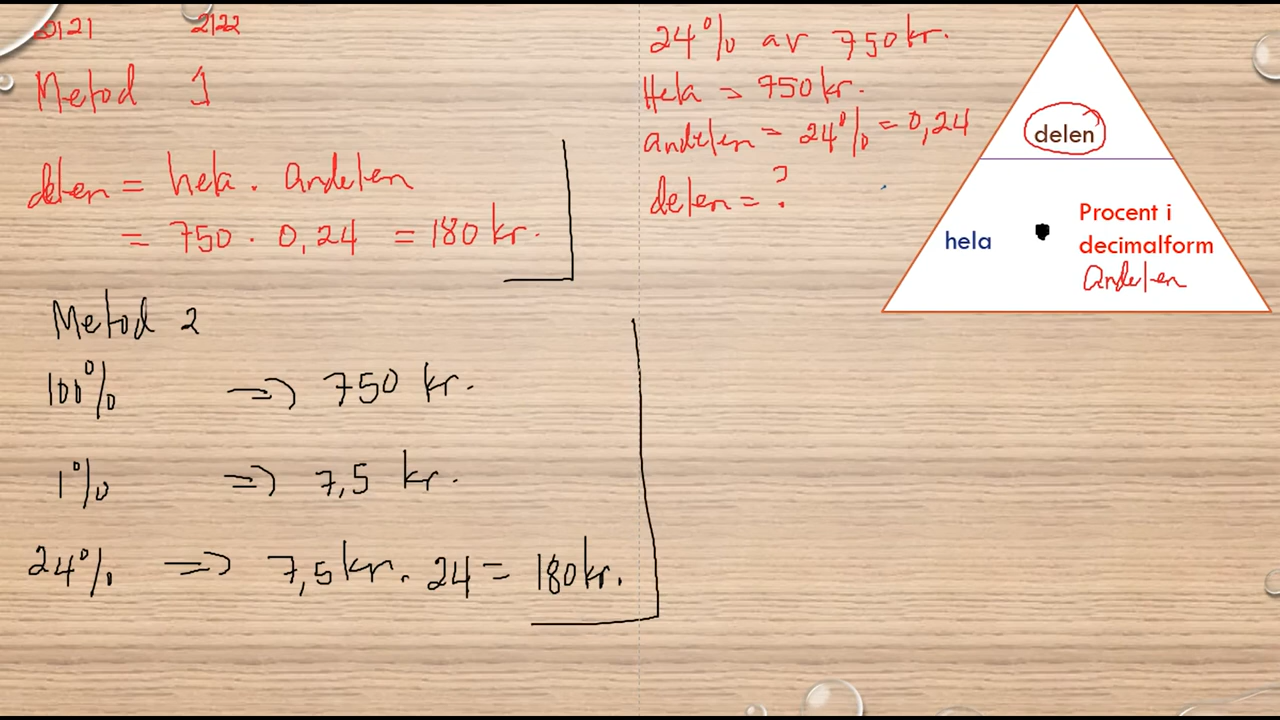 2121 2122
Metod 1
delen = hela . Andelen
= 750 . 0,24 = 180 kr.
Metod 2
100% => 750 kr.
1% => 7,5 kr.
24% => 7,5 kr. 24 = 180 kr.
24% av 750 kr.
Hela = 750 kr.
andelen = 24% = 0,24
delen = ?
delen
hela
Procent i
decimalform
Andelen